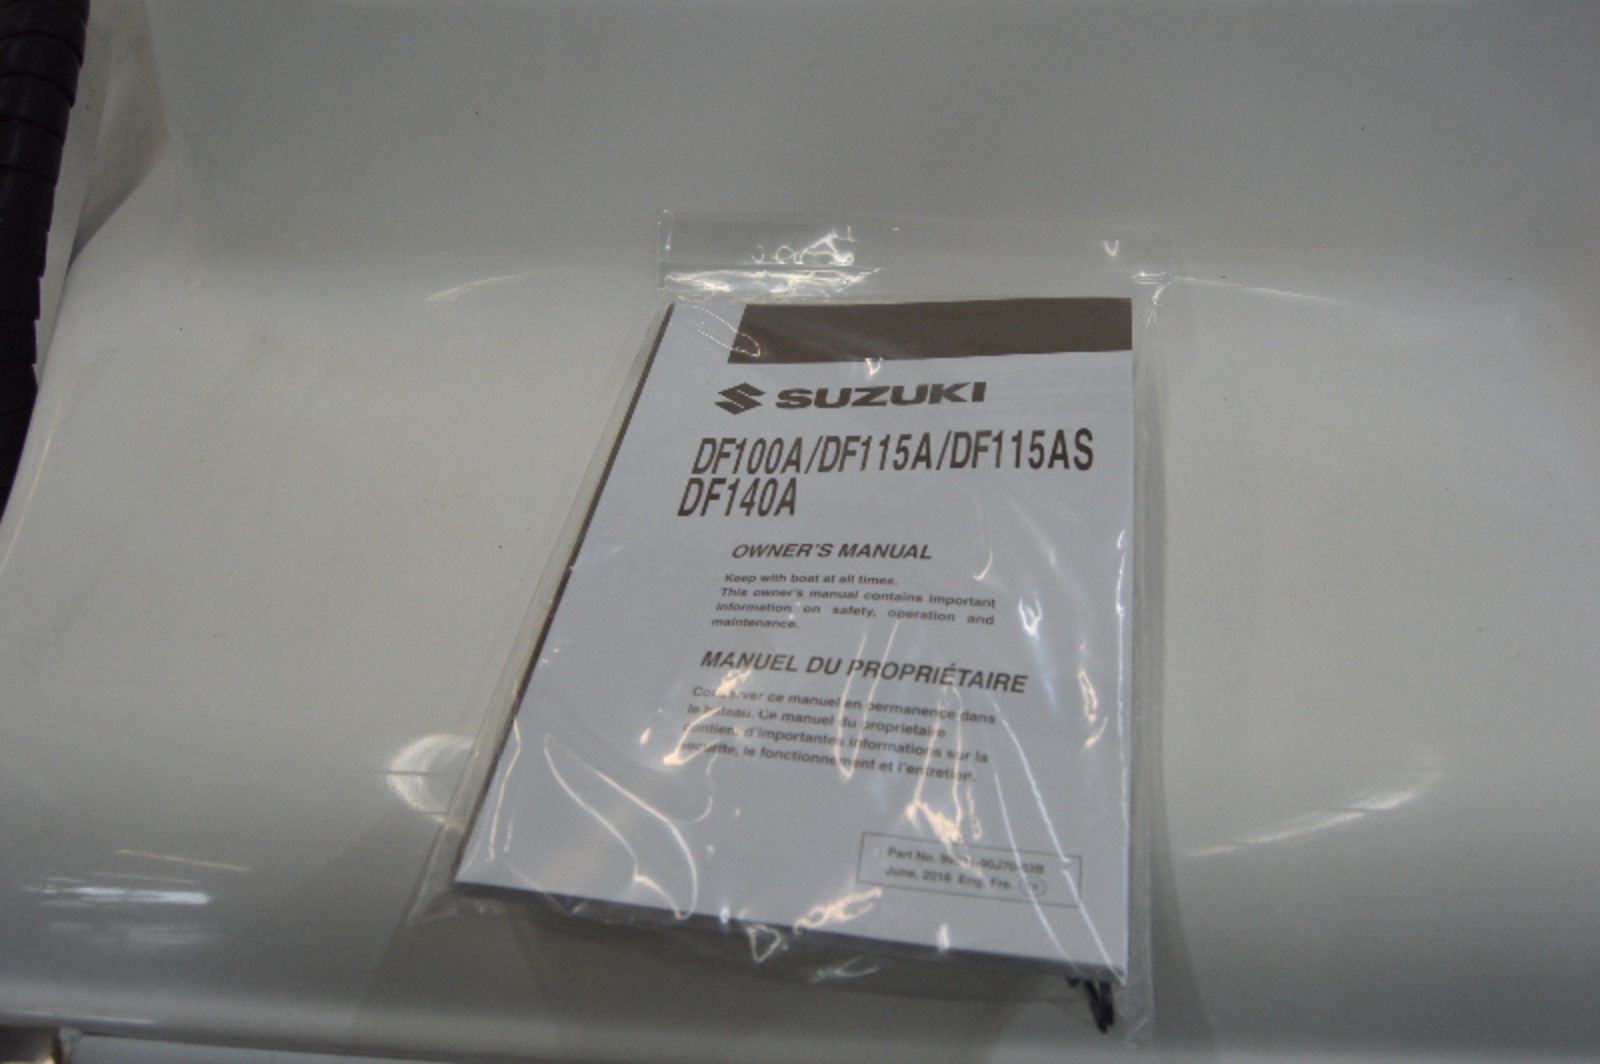 SUZUKI
DF100A/DF115A/DF115AS
DF140A
OWNER'S MANUAL
Keep with boat at all times.
This owner's manual contains important
information on safety, operation and
maintenance.
MANUEL DU PROPRIÉTAIRE
Conserver ce manuel en permanence dans
le bateau. Ce manuel du propriétaire
contient d'importantes informations sur la
sécurité, le fonctionnement et l'entretien.
Part No.
June, 2016 Eng. Fre.